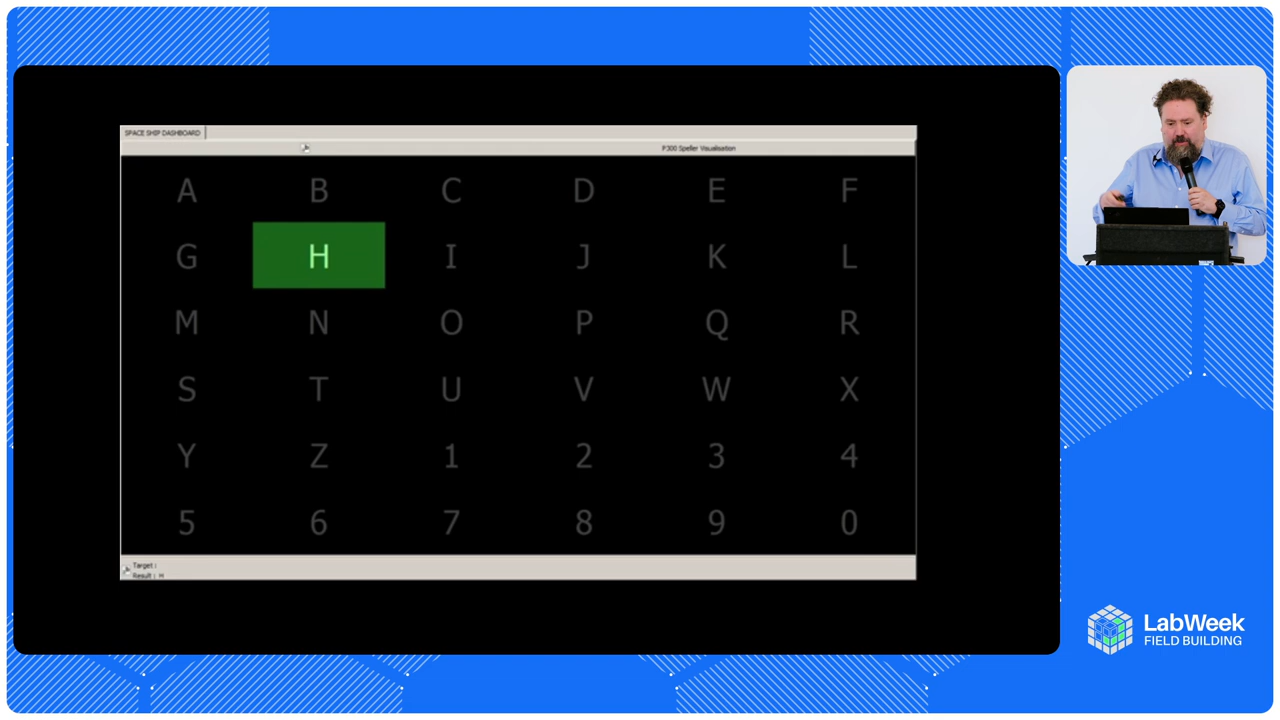 SPACE SHIP DASHBOARD
P300 Speller Visualisation
A B C D E F
G H I J K L
M N O P Q R
S T U V W X
Y Z 1 2 3 4
5 6 7 8 9 0
Target :
Result : H
LabWeek
FIELD BUILDING